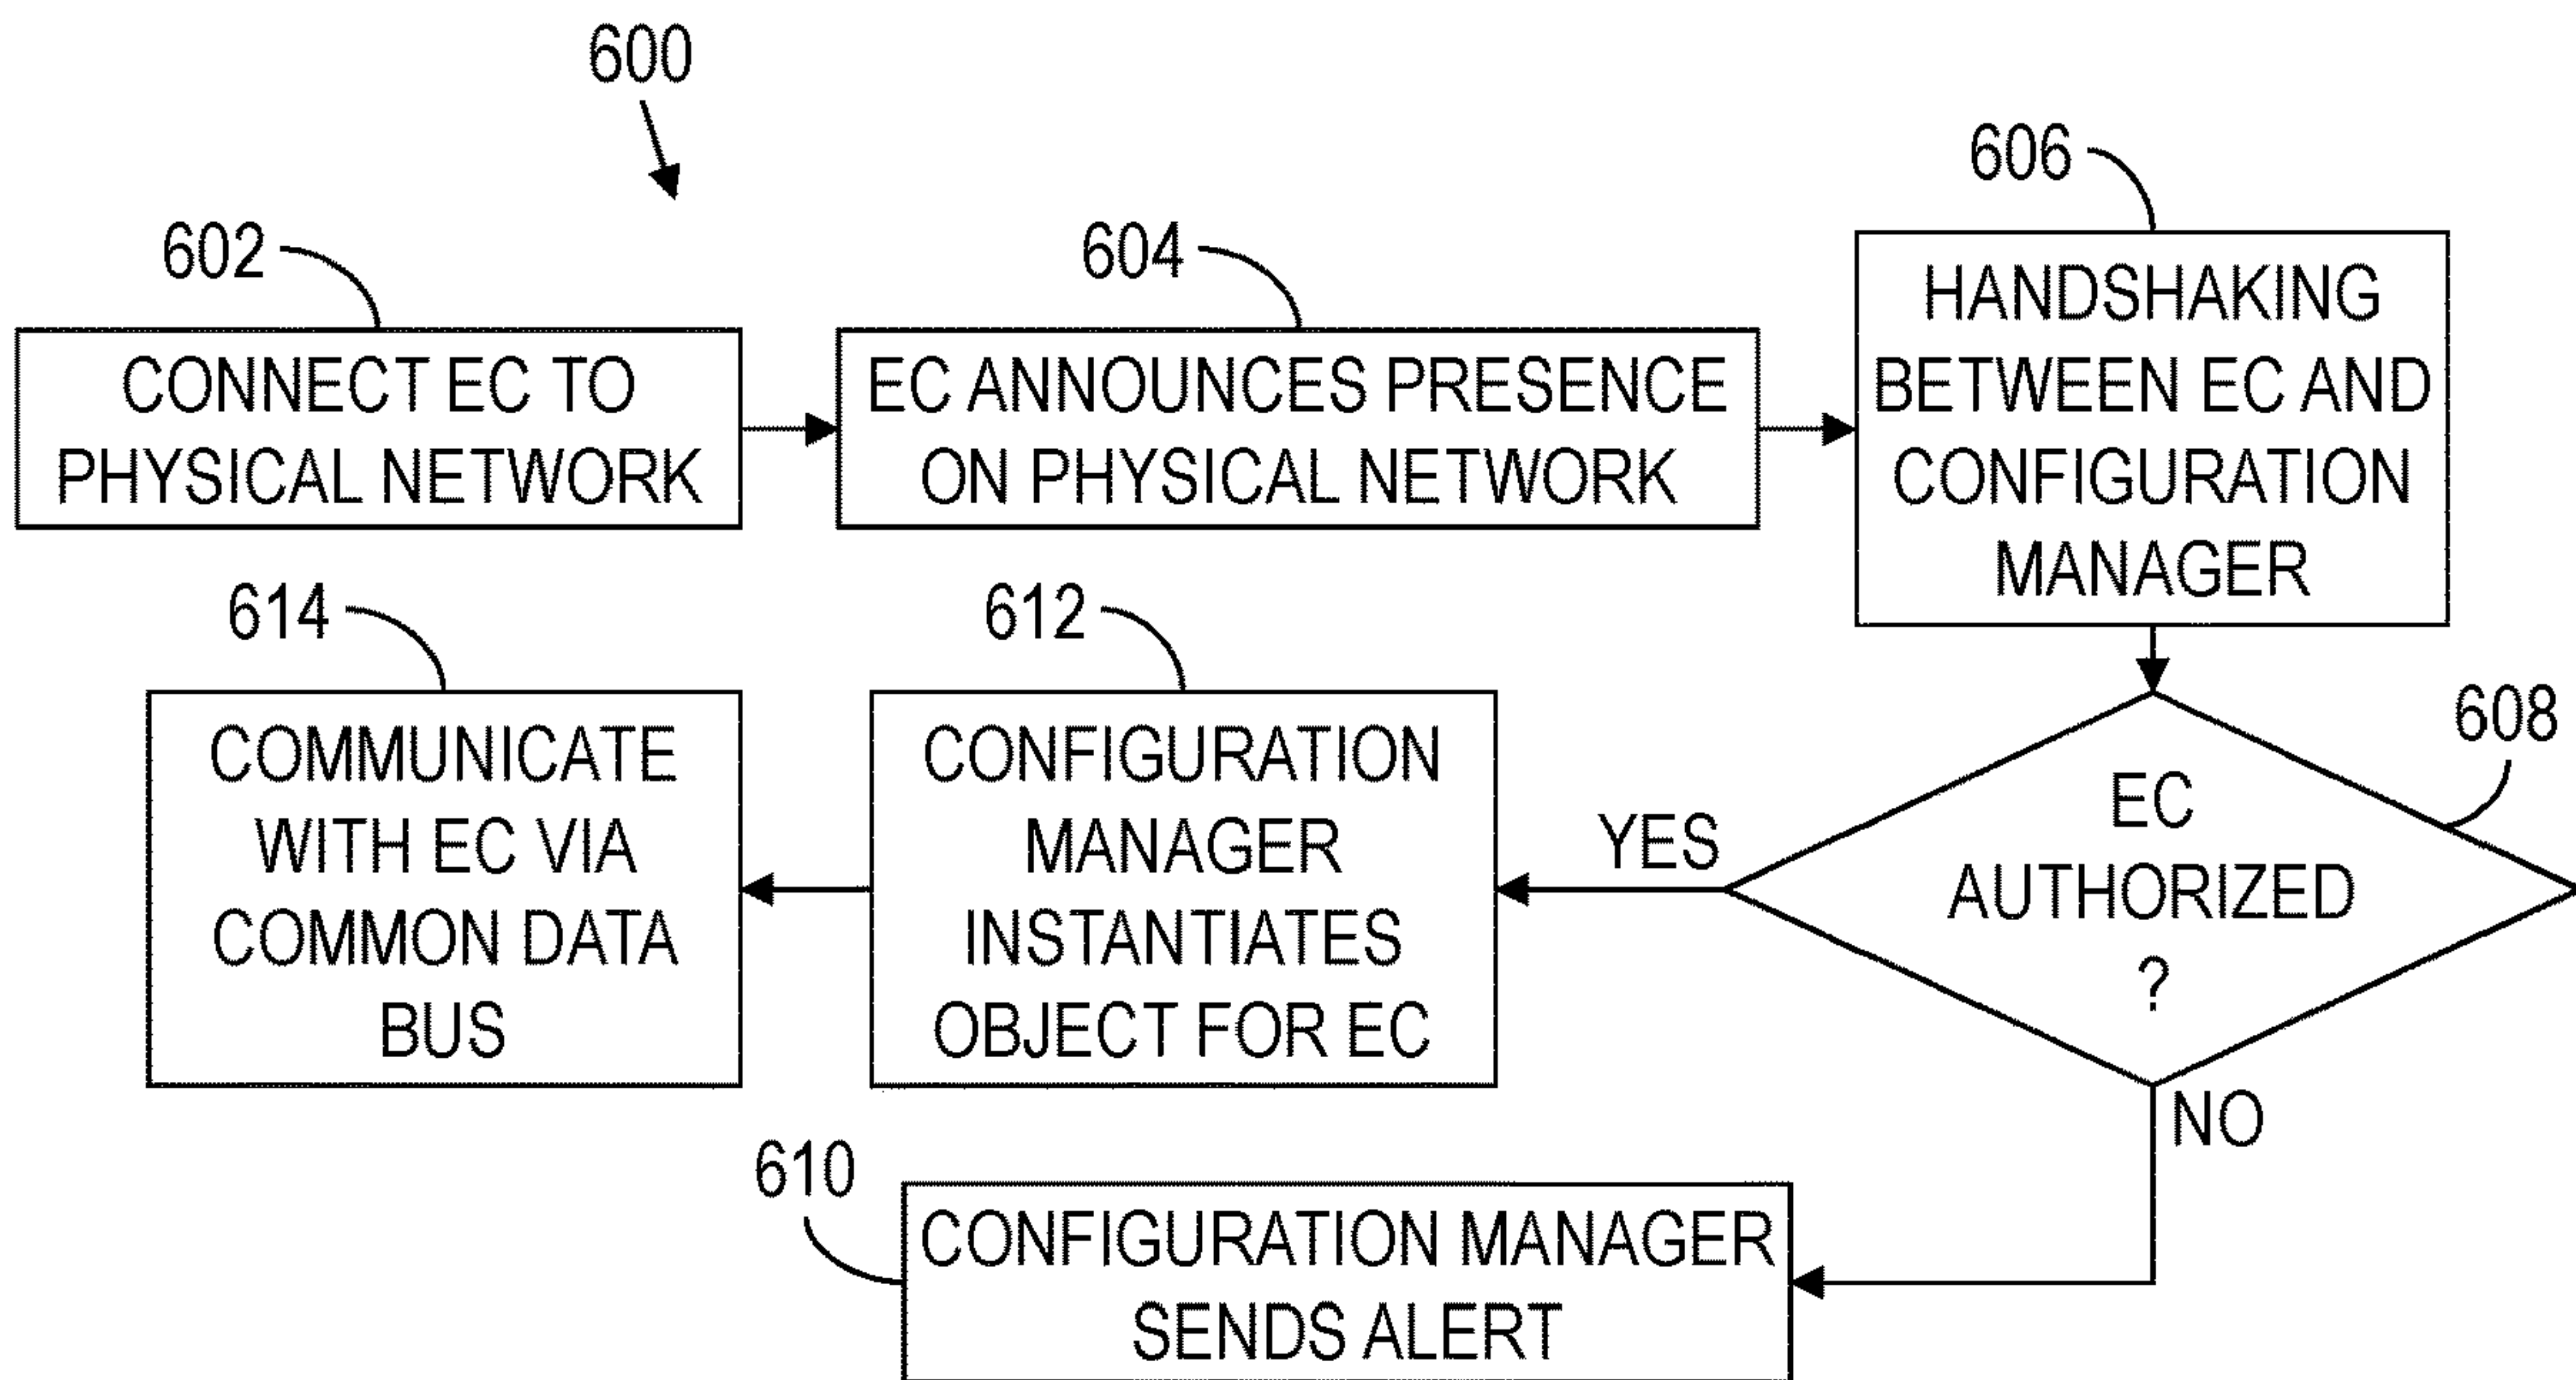 600
602
CONNECT EC TO
PHYSICAL NETWORK
604
EC ANNOUNCES PRESENCE
ON PHYSICAL NETWORK
606
HANDSHAKING
BETWEEN EC AND
CONFIGURATION
MANAGER
608
EC
AUTHORIZED
?
YES
612
CONFIGURATION
MANAGER
INSTANTIATES
OBJECT FOR EC
614
COMMUNICATE
WITH EC VIA
COMMON DATA
BUS
NO
610
CONFIGURATION MANAGER
SENDS ALERT